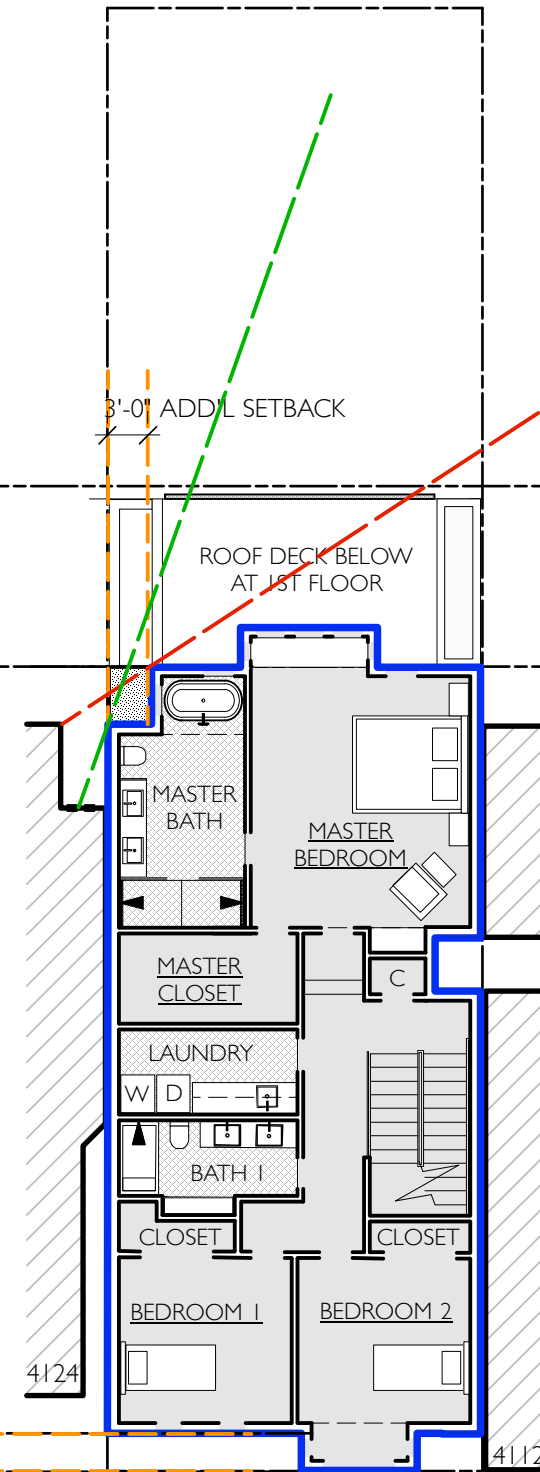 3'-0" ADD'L SETBACK
ROOF DECK BELOW
AT 1ST FLOOR
MASTER
BATH
MASTER
BEDROOM
MASTER
CLOSET
C
LAUNDRY
W
D
BATH 1
CLOSET
CLOSET
BEDROOM 1
BEDROOM 2
4124
4112